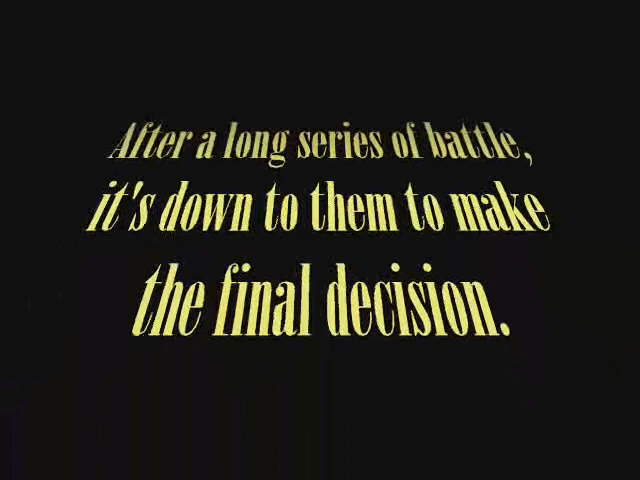 After a long series of battle,
it's down to them to make
the final decision.